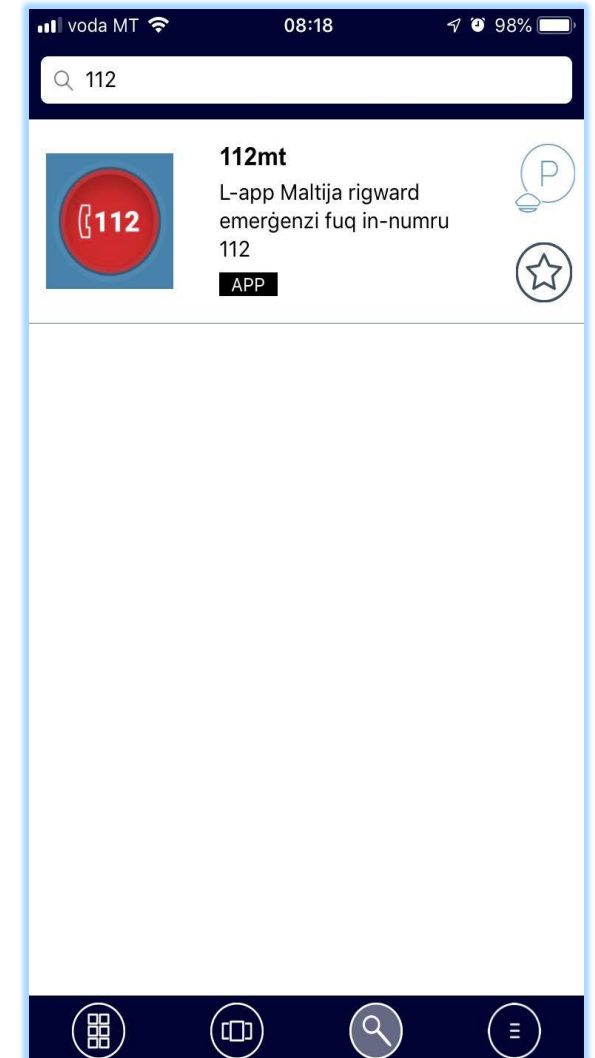 voda MT 08:18 98%
112
112mt
L-app Maltija rigward
emerġenzi fuq in-numru
112
APP
112
P